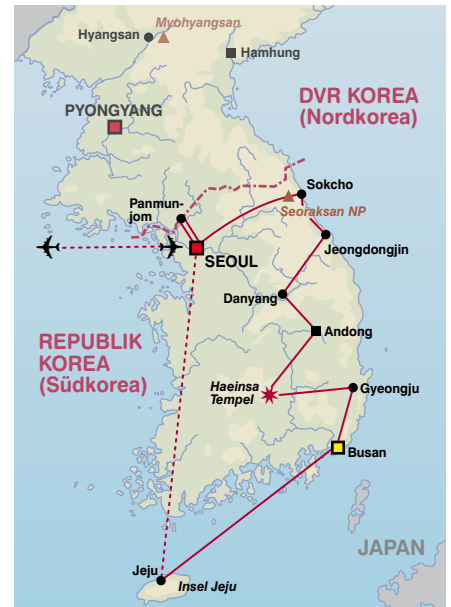 Myohyangsan
Hyangsan
Hamhung
DVR KOREA
(Nordkorea)
PYONGYANG
Sokcho
Panmun-
jom
Seoraksan NP
Jeongdongjin
SEOUL
Danyang
Andong
REPUBLIK
KOREA
(Südkorea)
Haeinsa
Tempel
Gyeongju
Busan
JAPAN
Jeju
Insel Jeju